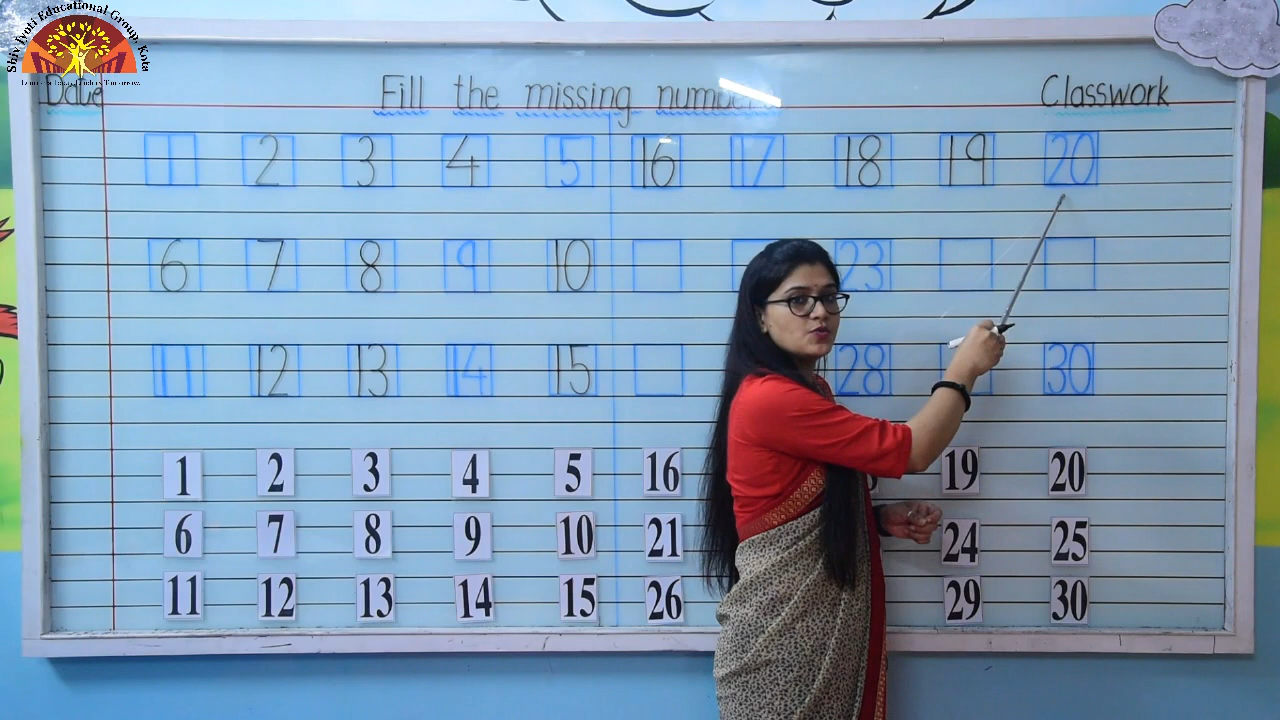 Shiv Jyoti Educational Group, Kota
Date Fill the missing Classwork
1 2 3 4 5 16 17 18 19 20
6 7 8 9 10 23
11 12 13 14 15 28 30
1 2 3 4 5 16 19 20
6 7 8 9 10 21 24 25
11 12 13 14 15 26 29 30